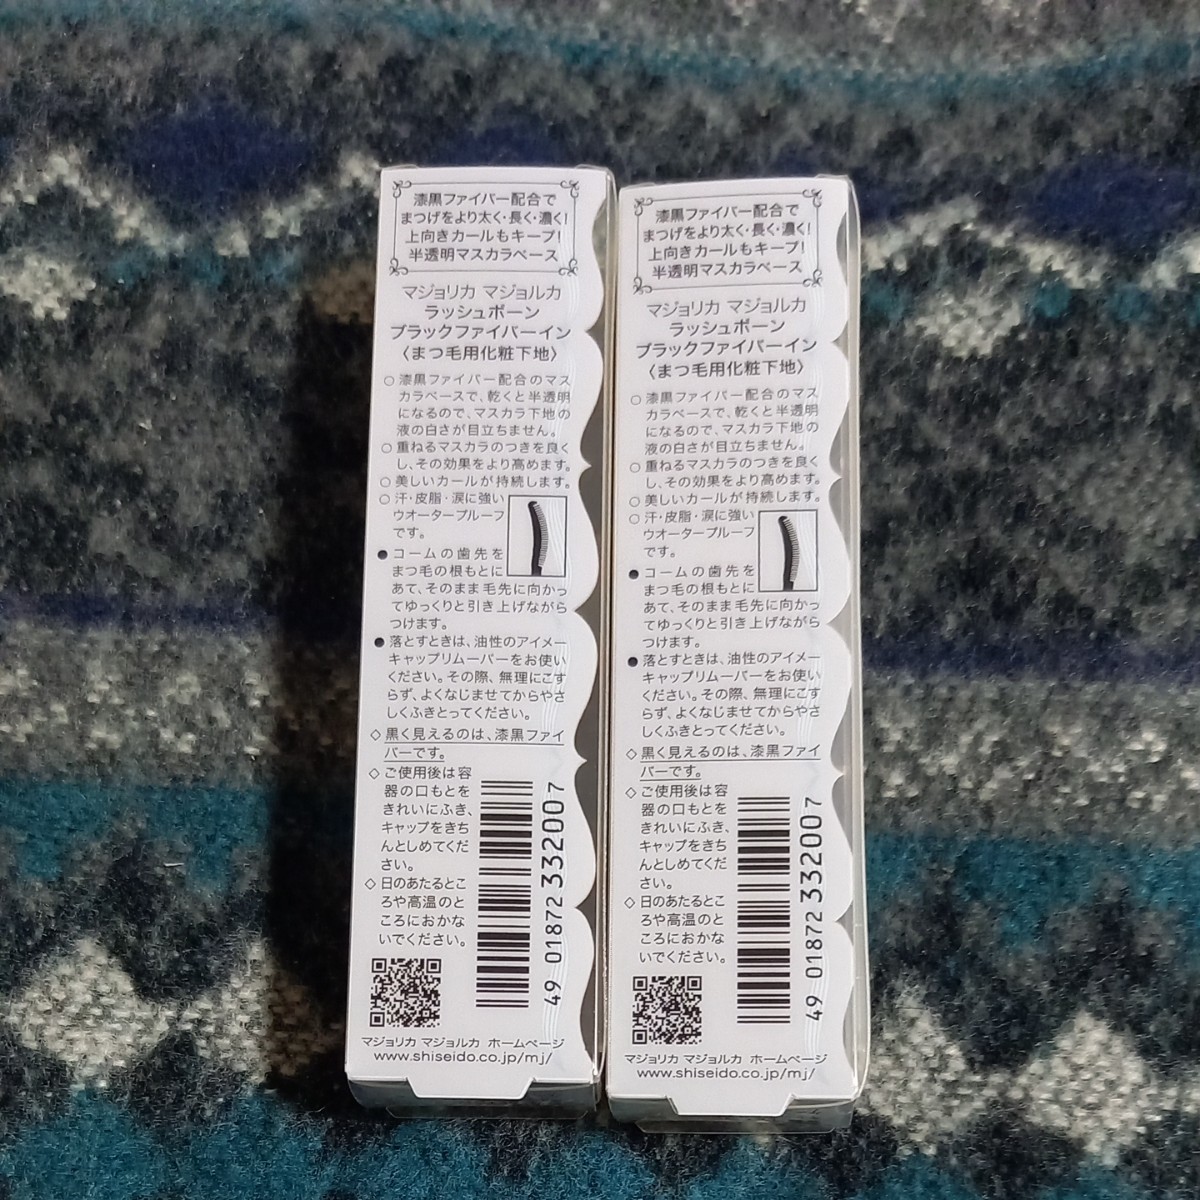 漆黒ファイバー配合で
まつげをより太く・長く・濃く!
上向きカールもキープ!
半透明マスカラベース
マジョリカ マジョルカ
ラッシュボーン
ブラックファイバーイン
〈まつ毛用化粧下地〉
○ 漆黒ファイバー配合のマス
カラベースで、乾くと半透明
になるので、マスカラ下地の
液の白さが目立ちません。
○ 重ねるマスカラのつきを良く
し、その効果をより高めます。
○ 美しいカールが持続します。
○ 汗・皮脂・涙に強い
ウオータープルーフ
です。
● コームの歯先を
まつ毛の根もとに
あて、そのまま毛先に向かっ
てゆっくりと引き上げながら
つけます。
● 落とすときは、油性のアイメー
キャップリムーバーをお使い
ください。その際、無理にこす
らず、よくなじませてからやさ
しくふきとってください。
◇ 黒く見えるのは、漆黒ファイ
バーです。
◇ ご使用後は容
器の口もとを
きれいにふき、
キャップをきち
んとしめてくだ
さい。
◇ 日のあたるとこ
ろや高温のと
ころにおかな
いでください。
49 01872 332007
マジョリカ マジョルカ ホームページ
www.shiseido.co.jp/mj/
漆黒ファイバー配合で
まつげをより太く・長く・濃く!
上向きカールもキープ!
半透明マスカラベース
マジョリカ マジョルカ
ラッシュボーン
ブラックファイバーイン
〈まつ毛用化粧下地〉
○ 漆黒ファイバー配合のマス
カラベースで、乾くと半透明
になるので、マスカラ下地の
液の白さが目立ちません。
○ 重ねるマスカラのつきを良く
し、その効果をより高めます。
○ 美しいカールが持続します。
○ 汗・皮脂・涙に強い
ウオータープルーフ
です。
● コームの歯先を
まつ毛の根もとに
あて、そのまま毛先に向かっ
てゆっくりと引き上げながら
つけます。
● 落とすときは、油性のアイメー
キャップリムーバーをお使い
ください。その際、無理にこす
らず、よくなじませてからやさ
しくふきとってください。
◇ 黒く見えるのは、漆黒ファイ
バーです。
◇ ご使用後は容
器の口もとを
きれいにふき、
キャップをきち
んとしめてくだ
さい。
◇ 日のあたるとこ
ろや高温のと
ころにおかな
いでください。
49 01872 332007
マジョリカ マジョルカ ホームページ
www.shiseido.co.jp/mj/